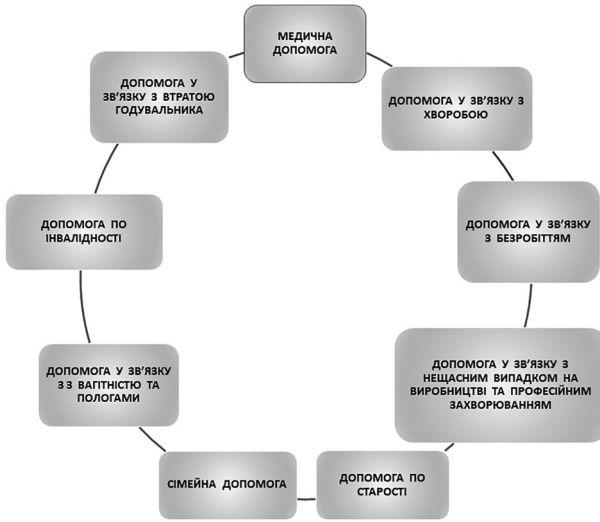 МЕДИЧНА
ДОПОМОГА
ДОПОМОГА У ЗВ'ЯЗКУ З
ХВОРОБОЮ
ДОПОМОГА У ЗВ'ЯЗКУ
З БЕЗРОБІТТЯМ
ДОПОМОГА У ЗВ'ЯЗКУ З
НЕЩАСНИМ ВИПАДКОМ НА
ВИРОБНИЦТВІ ТА ПРОФЕСІЙНИМ
ЗАХВОРЮВАННЯМ
ДОПОМОГА ПО
СТАРОСТІ
СІМЕЙНА ДОПОМОГА
ДОПОМОГА У ЗВ'ЯЗКУ
З З ВАГІТНІСТЮ ТА
ПОЛОГАМИ
ДОПОМОГА ПО
ІНВАЛІДНОСТІ
ДОПОМОГА У
ЗВ'ЯЗКУ З ВТРАТОЮ
ГОДУВАЛЬНИКА